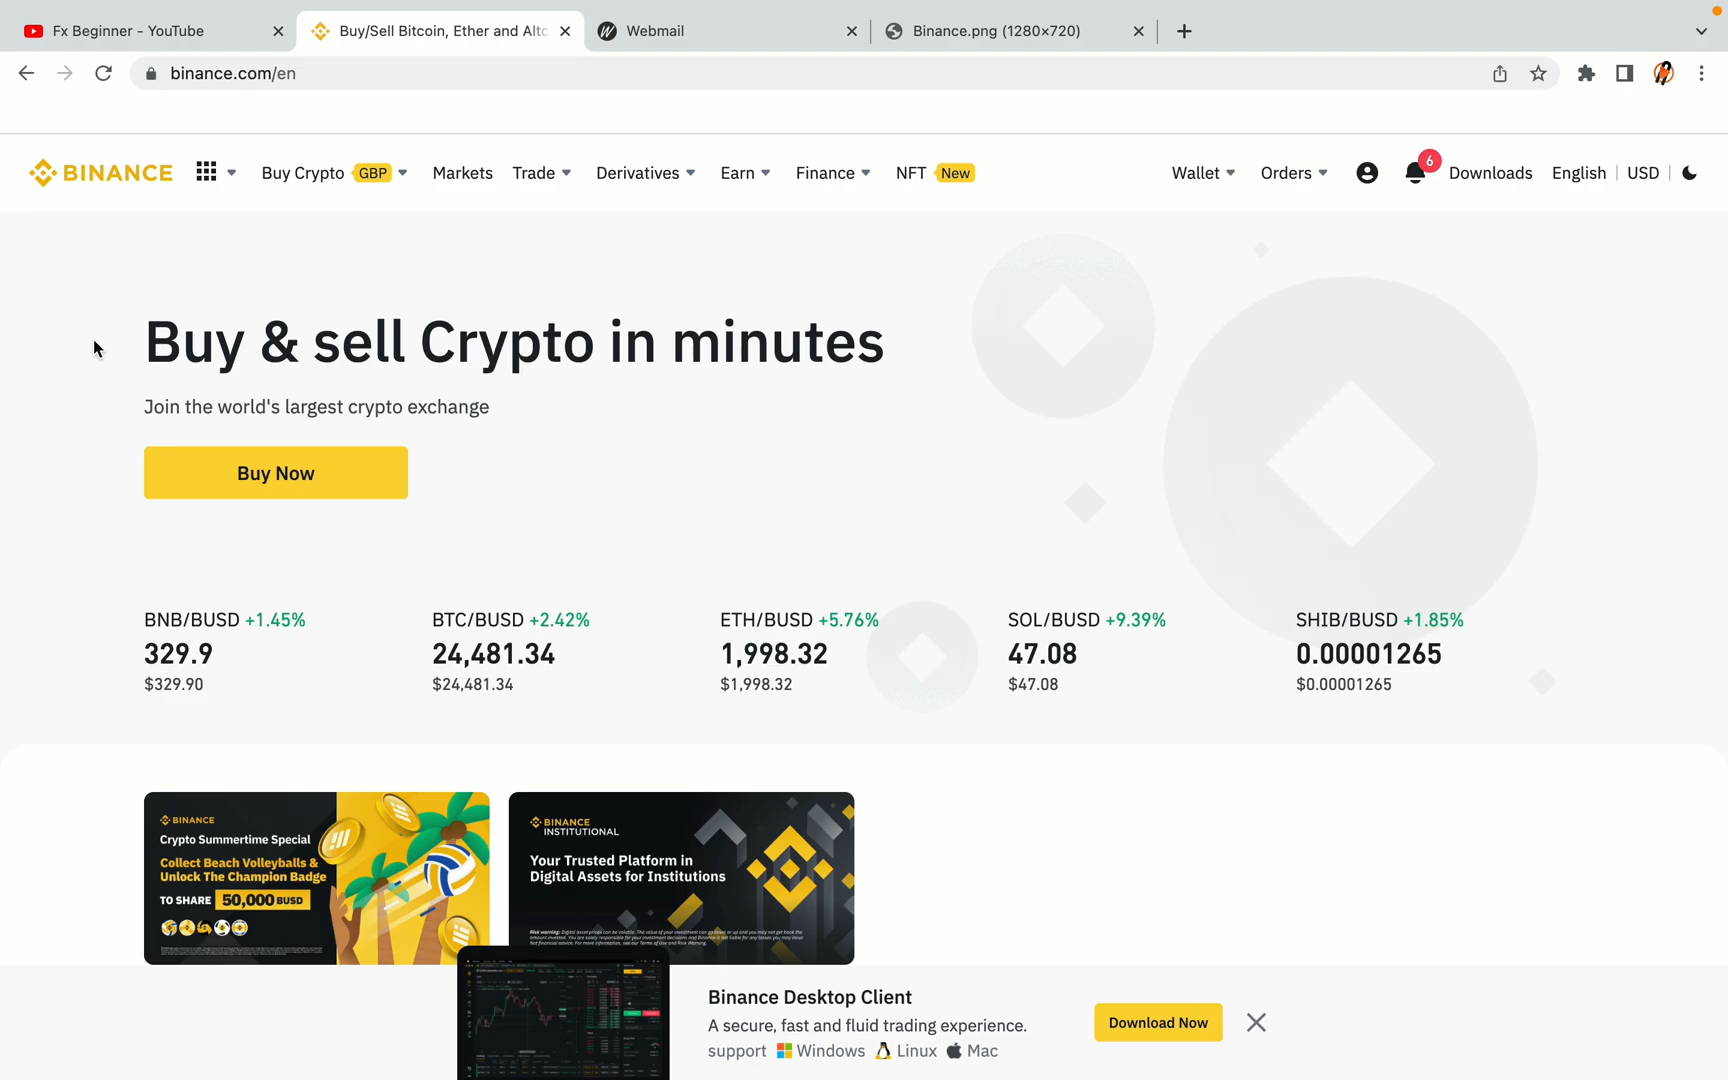 Fx Beginner - YouTube
Buy/Sell Bitcoin, Ether and Altc
Webmail
Binance.png (1280×720)
binance.com/en
BINANCE
Buy Crypto GBP
Markets
Trade
Derivatives
Earn
Finance
NFT New
Wallet
Orders
6
Downloads
English
USD
Buy & sell Crypto in minutes
Join the world's largest crypto exchange
Buy Now
BNB/BUSD +1.45%
329.9
$329.90
BTC/BUSD +2.42%
24,481.34
$24,481.34
ETH/BUSD +5.76%
1,998.32
$1,998.32
SOL/BUSD +9.39%
47.08
$47.08
SHIB/BUSD +1.85%
0.00001265
$0.00001265
BINANCE
Crypto Summertime Special
Collect Beach Volleyballs &
Unlock The Champion Badge
TO SHARE 50,000 BUSD
BINANCE
INSTITUTIONAL
Your Trusted Platform in
Digital Assets for Institutions
Binance Desktop Client
A secure, fast and fluid trading experience.
support Windows Linux Mac
Download Now